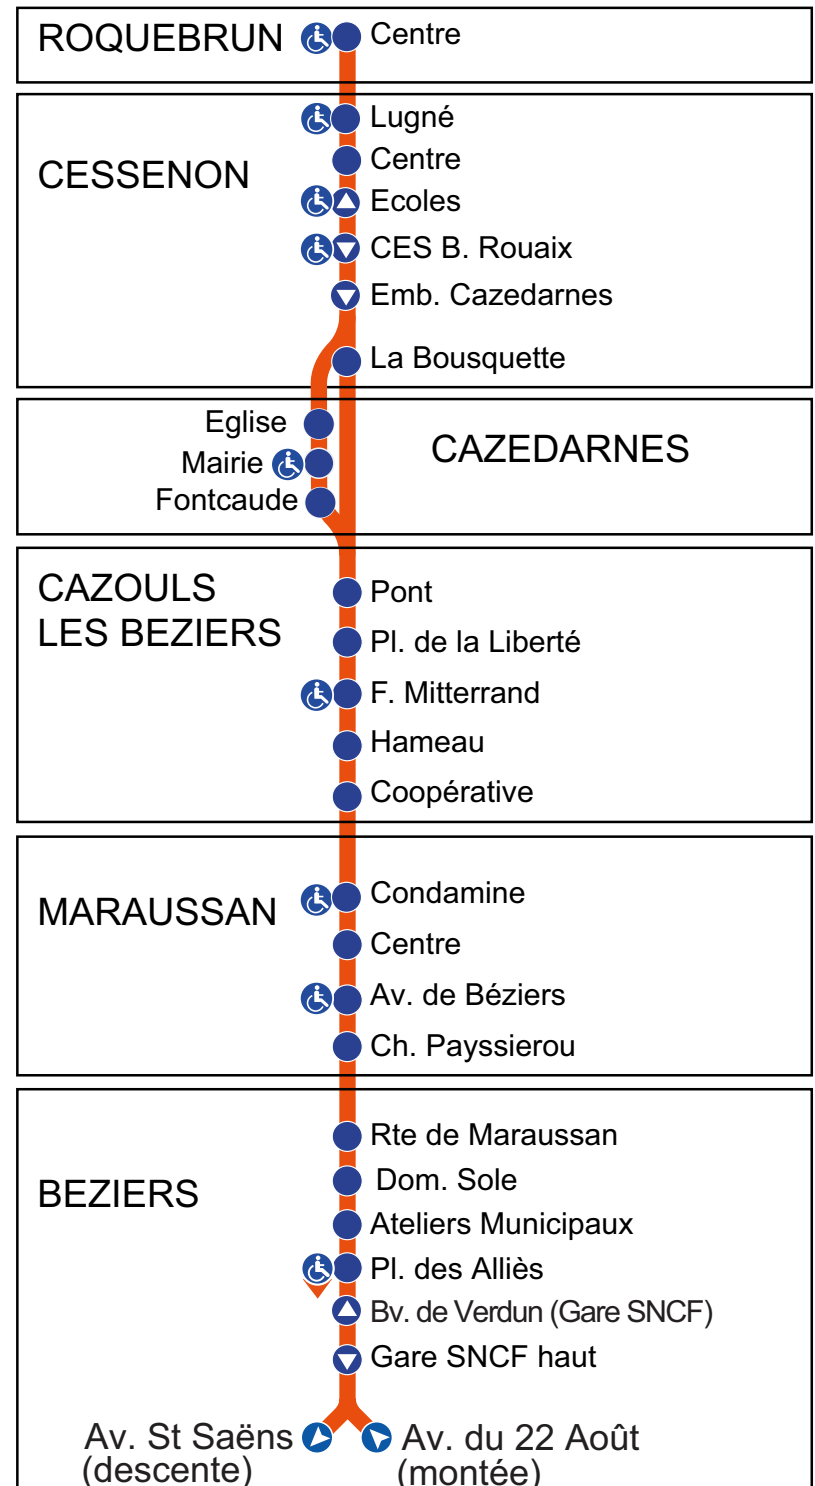 ROQUEBRUN
Centre
CESSENON
Lugné
Centre
Ecoles
CES B. Rouaix
Emb. Cazedarnes
La Bousquette
CAZEDARNES
Eglise
Mairie
Fontcaude
CAZOULS
LES BEZIERS
Pont
Pl. de la Liberté
F. Mitterrand
Hameau
Coopérative
MARAUSSAN
Condamine
Centre
Av. de Béziers
Ch. Payssierou
BEZIERS
Rte de Maraussan
Dom. Sole
Ateliers Municipaux
Pl. des Alliès
Bv. de Verdun (Gare SNCF)
Gare SNCF haut
Av. St Saëns
(descente)
Av. du 22 Août
(montée)